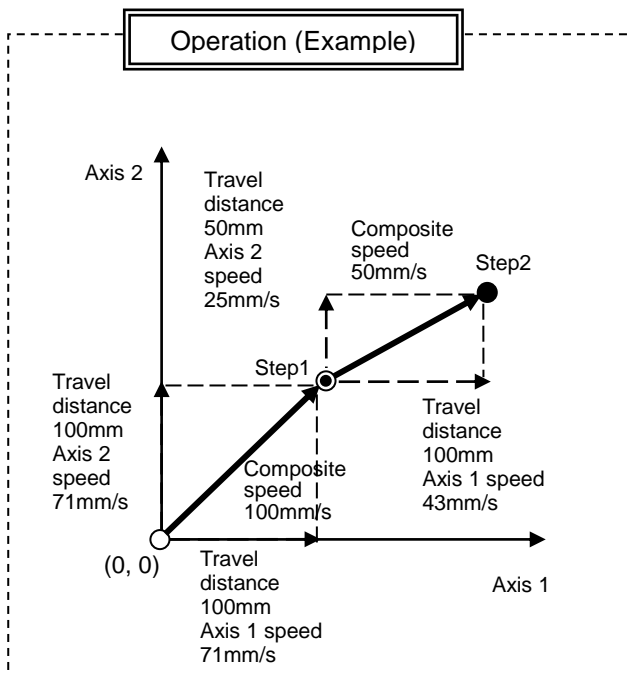 Operation (Example)
Axis 2
Travel
distance
50mm
Axis 2
speed
25mm/s
Composite
speed
50mm/s
Step2
Step1
Travel
distance
100mm
Axis 2
speed
71mm/s
Travel
distance
100mm
Axis 1 speed
43mm/s
Composite
speed
100mm/s
(0, 0)
Travel
distance
100mm
Axis 1 speed
71mm/s
Axis 1